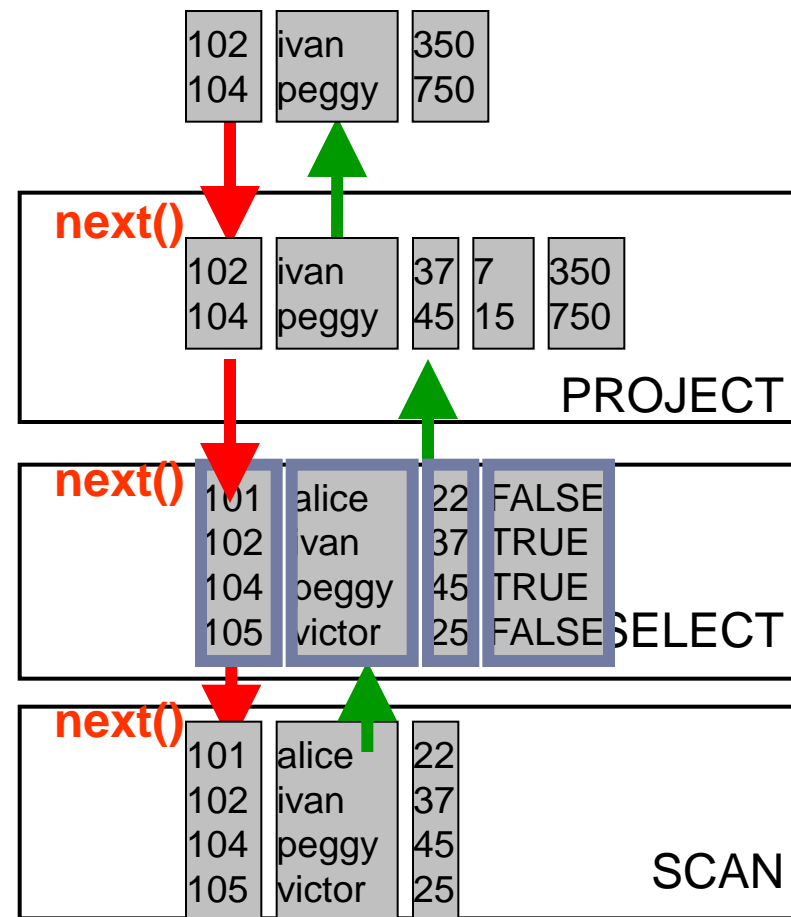 102 ivan 350
104 peggy 750
next()
102 ivan 37 7 350
104 peggy 45 15 750
PROJECT
next()
101 alice 22 FALSE
102 ivan 37 TRUE
104 peggy 45 TRUE
105 victor 25 FALSE
SELECT
next()
101 alice 22
102 ivan 37
104 peggy 45
105 victor 25
SCAN